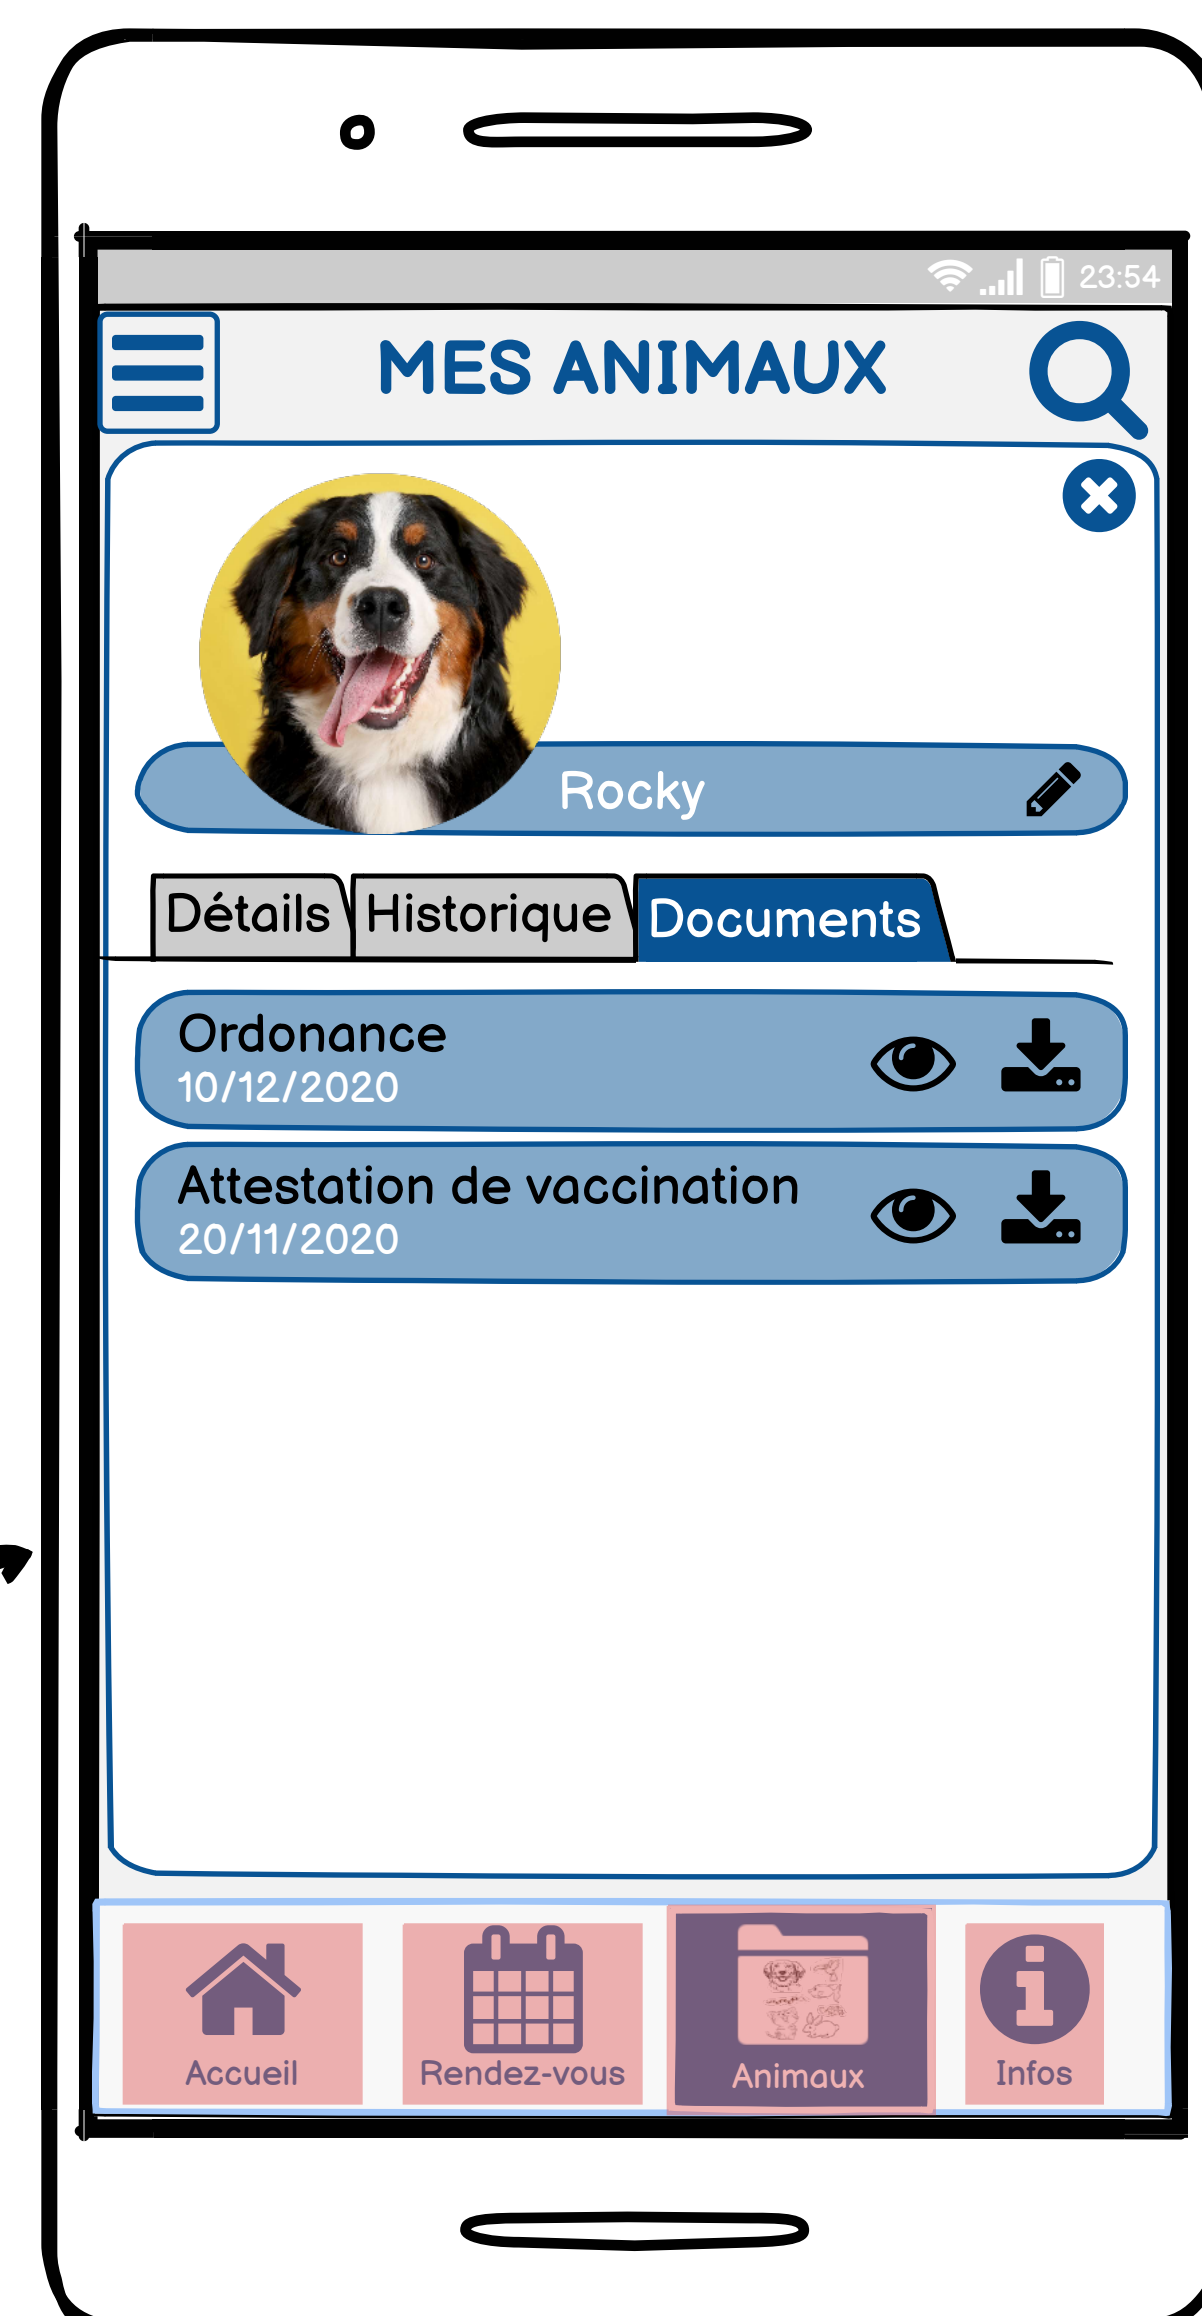 23:54
MES ANIMAUX
Rocky
Détails Historique Documents
Ordonance
10/12/2020
Attestation de vaccination
20/11/2020
Accueil Rendez-vous Animaux Infos